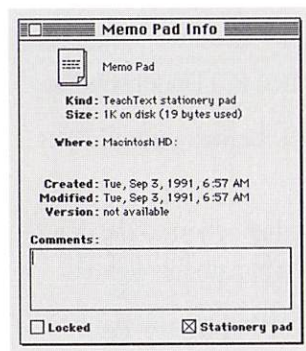 Memo Pad Info
Memo Pad
Kind: TeachText stationery pad
Size: 1K on disk (19 bytes used)
Where: Macintosh HD:
Created: Tue, Sep 3, 1991, 6:57 AM
Modified: Tue, Sep 3, 1991, 6:57 AM
Version: not available
Comments:
Locked
Stationery pad